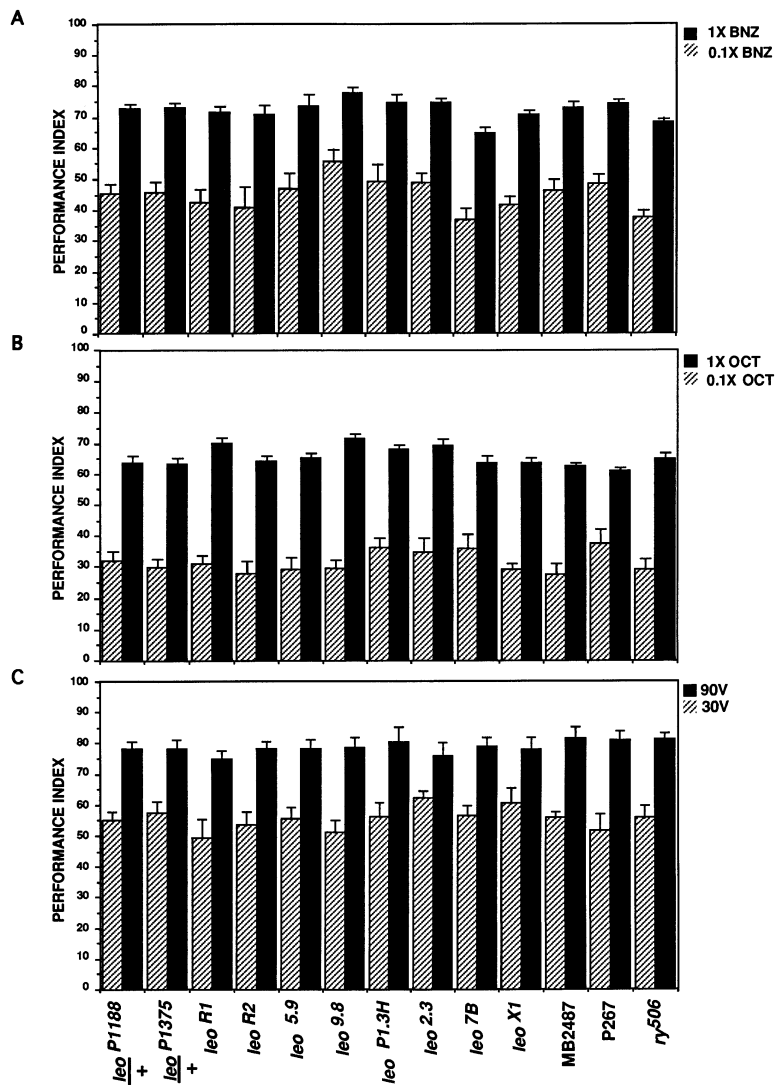 A
PERFORMANCE INDEX
100
90
80
70
60
50
40
30
20
10
0
1X BNZ
0.1X BNZ
B
PERFORMANCE INDEX
100
90
80
70
60
50
40
30
20
10
0
1X OCT
0.1X OCT
C
PERFORMANCE INDEX
100
90
80
70
60
50
40
30
20
10
0
90V
30V
leo P1188
+
leo P1375
+
leo R1
leo R2
leo 5.9
leo 9.8
leo P1.3H
leo 2.3
leo 7B
leo X1
MB2487
P267
ry506